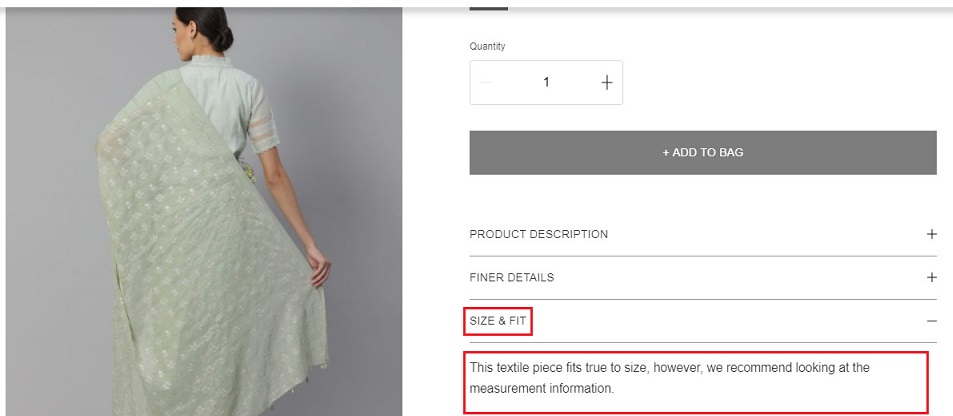 Quantity
1
+ ADD TO BAG
PRODUCT DESCRIPTION
FINER DETAILS
SIZE & FIT
This textile piece fits true to size, however, we recommend looking at the
measurement information.